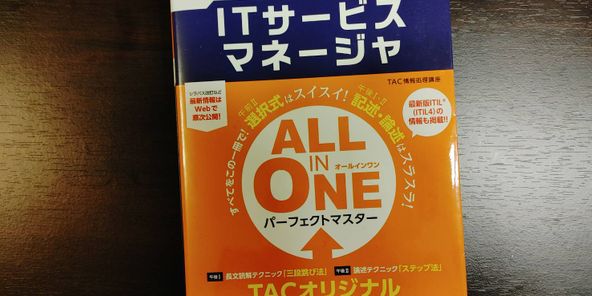 ITサービス
マネージャ
TAC情報処理講座
シラバス改訂など
最新情報は
Webで
順次公開!
すべてをこの一冊で!
午前Ⅱ
選択式はスイスイ!
午後Ⅰ・Ⅱ
記述・論述はスラスラ!
最新版ITIL®
(ITIL4)の
情報も掲載!!
ALL
IN
ONE
オールインワン
パーフェクトマスター
午後Ⅰ 長文読解テクニック「三段跳び法」 午後Ⅱ 論述テクニック「ステップ法」
TACオリジナル